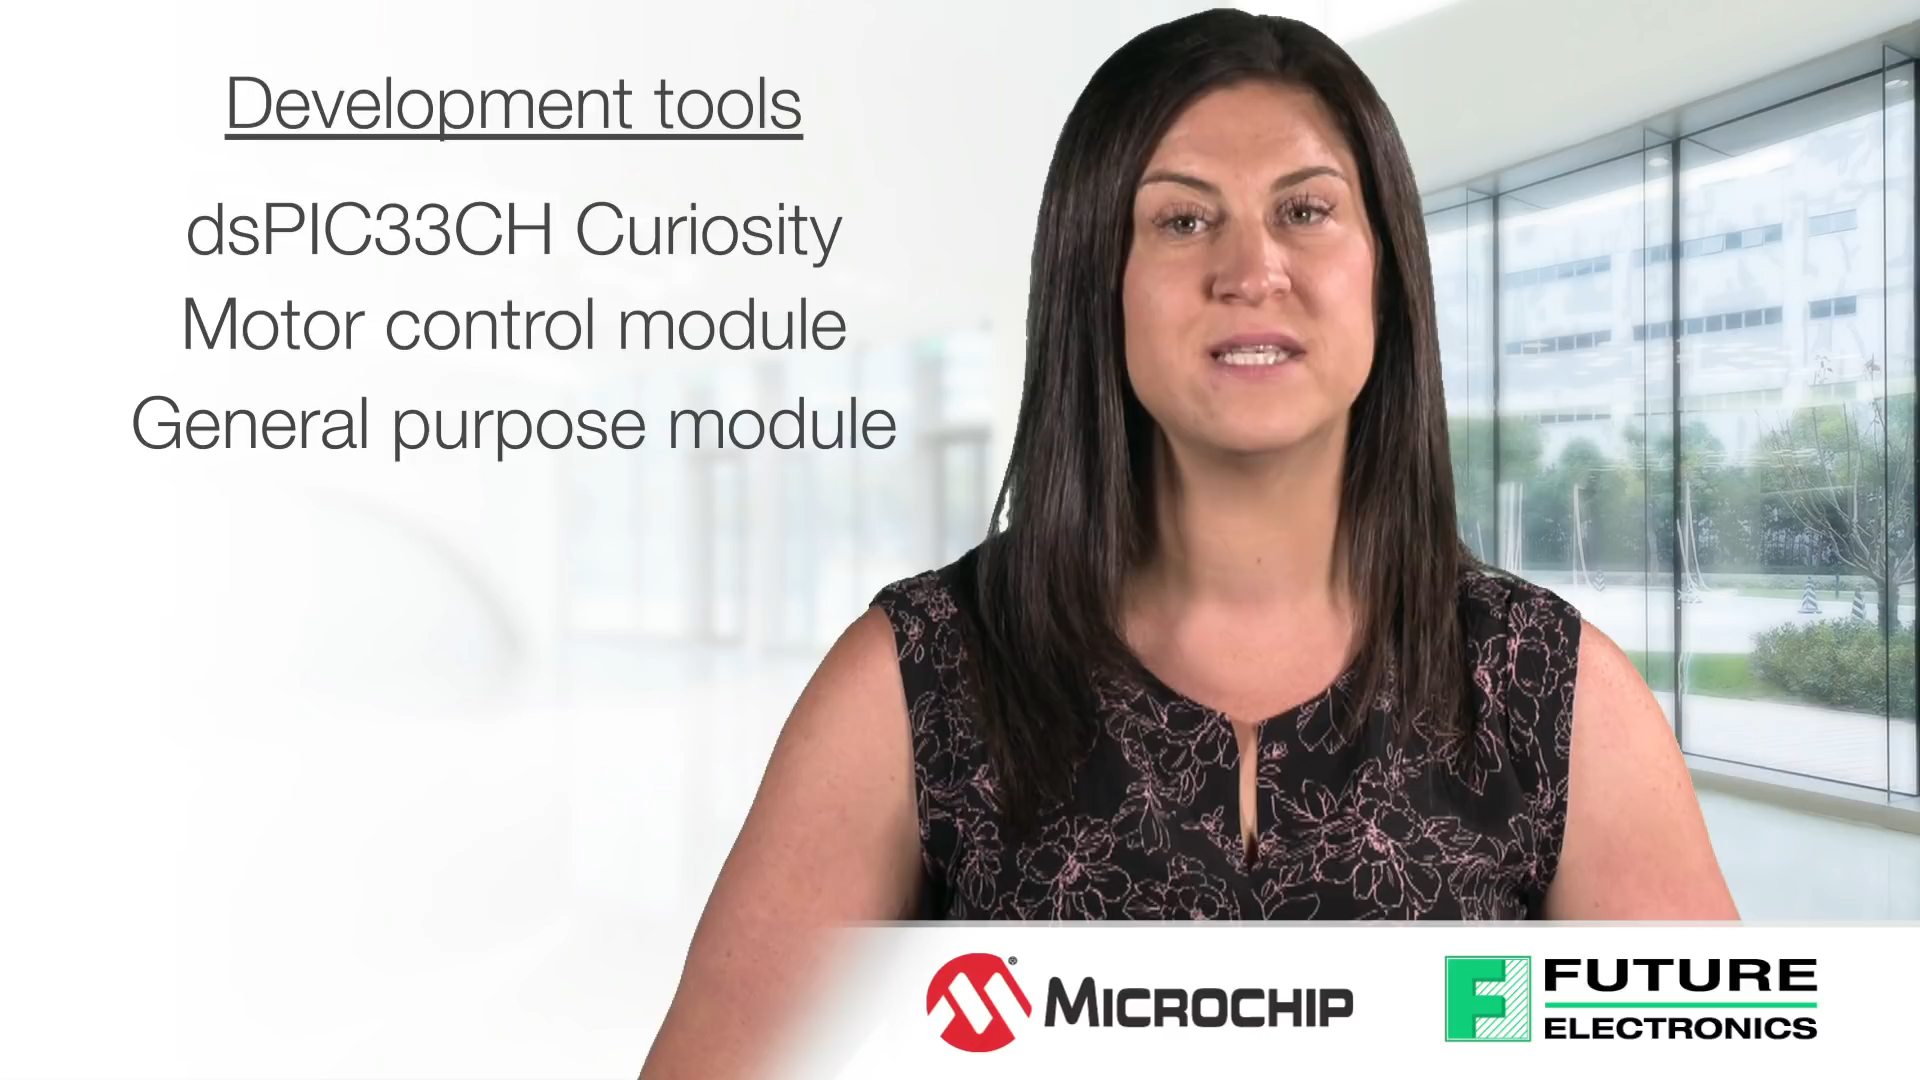 Development tools
dsPIC33CH Curiosity
Motor control module
General purpose module
MICROCHIP
FUTURE
ELECTRONICS